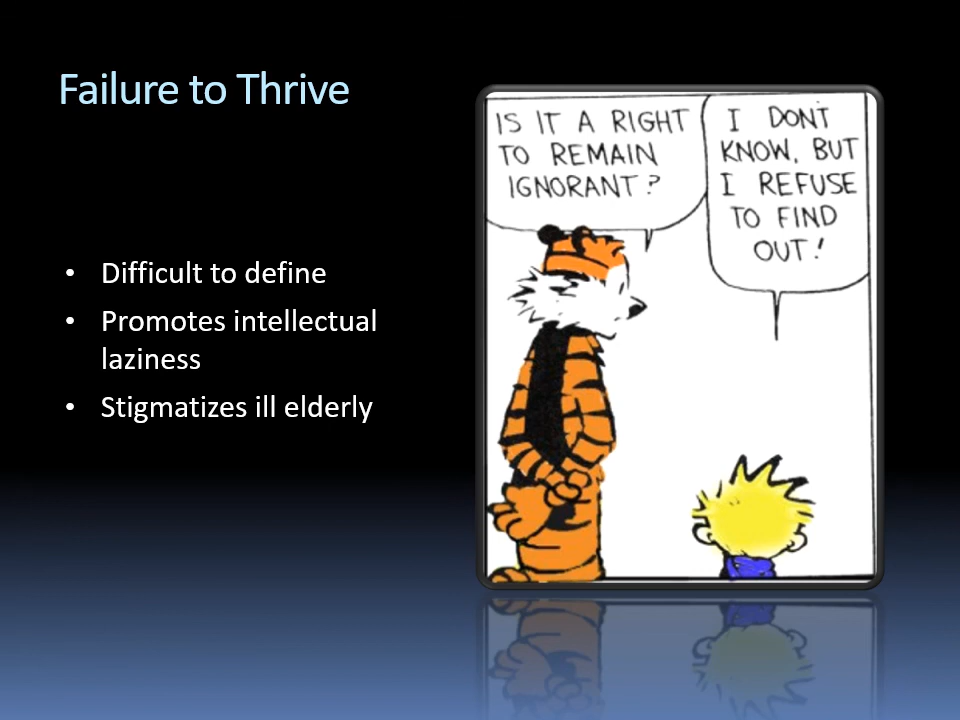 Failure to Thrive
• Difficult to define
• Promotes intellectual
laziness
• Stigmatizes ill elderly
IS IT A RIGHT
TO REMAIN
IGNORANT?
I DON'T
KNOW, BUT
I REFUSE
TO FIND
OUT!